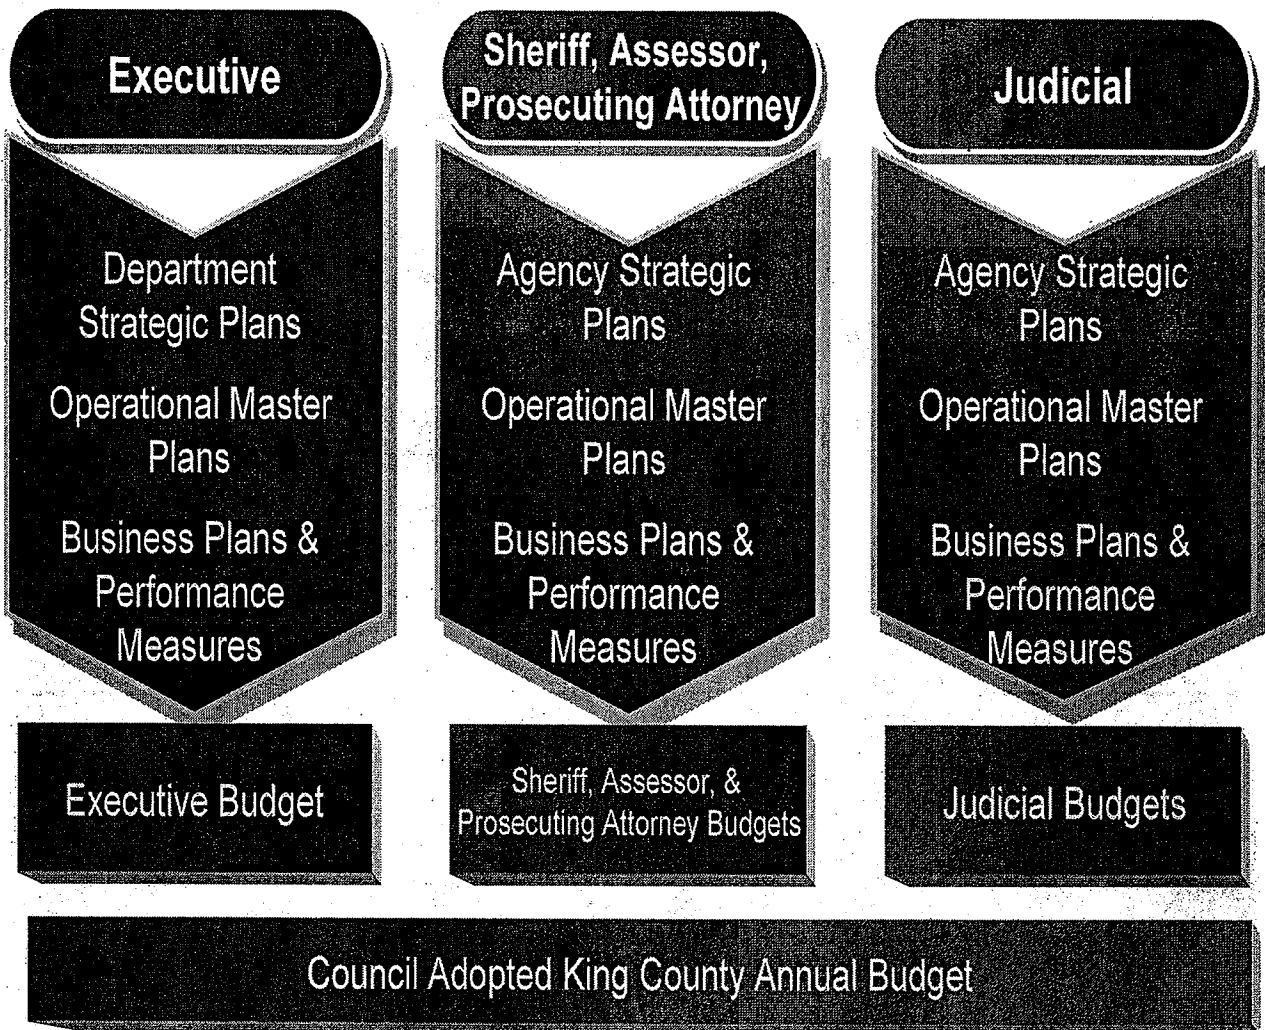 Executive
Department
Strategic Plans
Operational Master
Plans
Business Plans &
Performance
Measures
Executive Budget
Sheriff, Assessor,
Prosecuting Attorney
Agency Strategic
Plans
Operational Master
Plans
Business Plans &
Performance
Measures
Sheriff, Assessor, &
Prosecuting Attorney Budgets
Judicial
Agency Strategic
Plans
Operational Master
Plans
Business Plans &
Performance
Measures
Judicial Budgets
Council Adopted King County Annual Budget